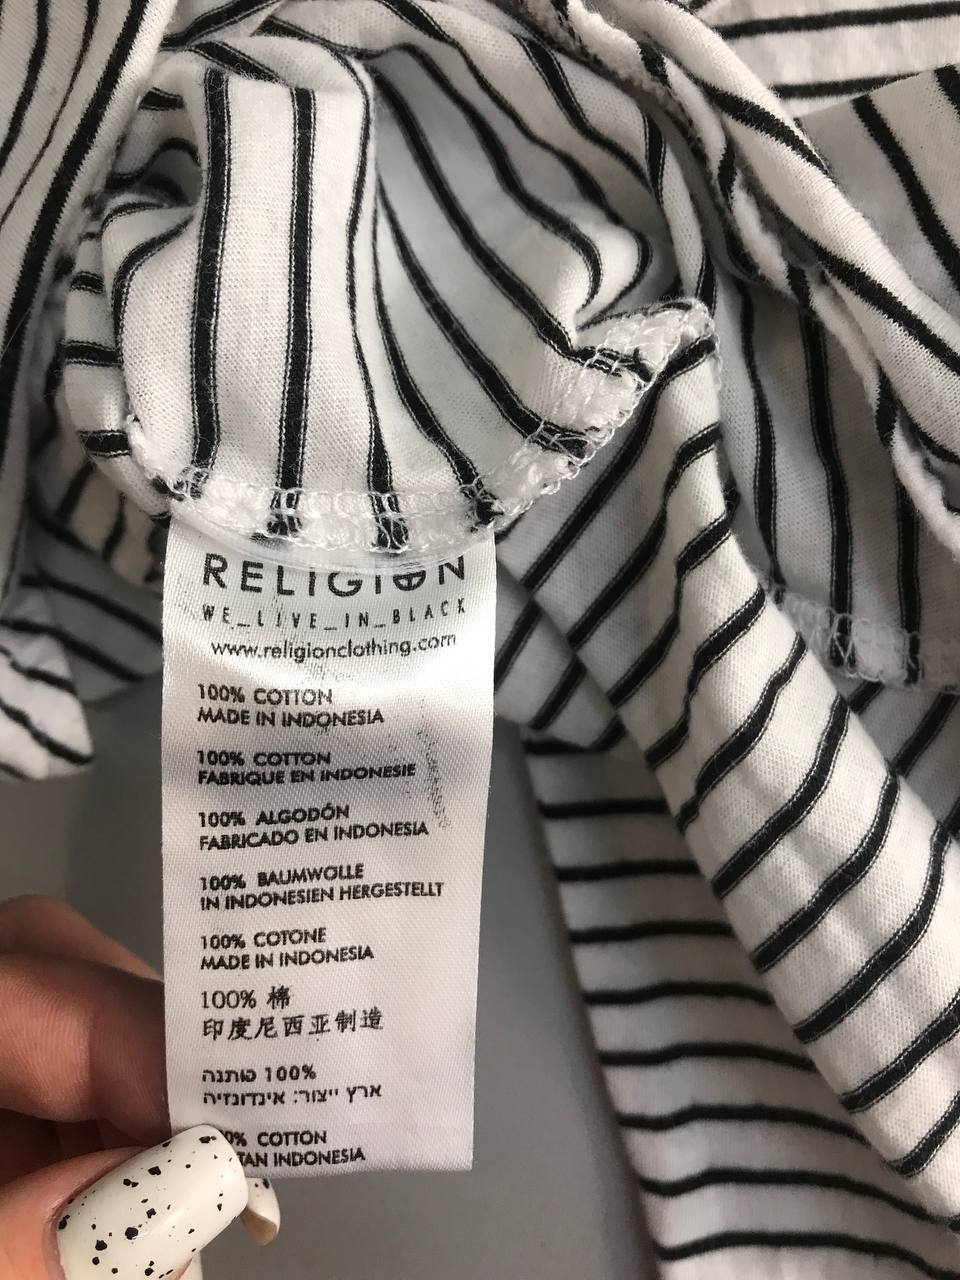 RELIGION
WE_LIVE_IN_BLACK
www.religionclothing.com
100% COTTON
MADE IN INDONESIA
100% COTTON
FABRIQUE EN INDONESIE
100% ALGODÓN
FABRICADO EN INDONESIA
100% BAUMWOLLE
IN INDONESIEN HERGESTELLT
100% COTONE
MADE IN INDONESIA
100% 棉
印度尼西亚制造
100% כותנה
ארץ ייצור: אינדונזיה
0% COTTON
TAN INDONESIA